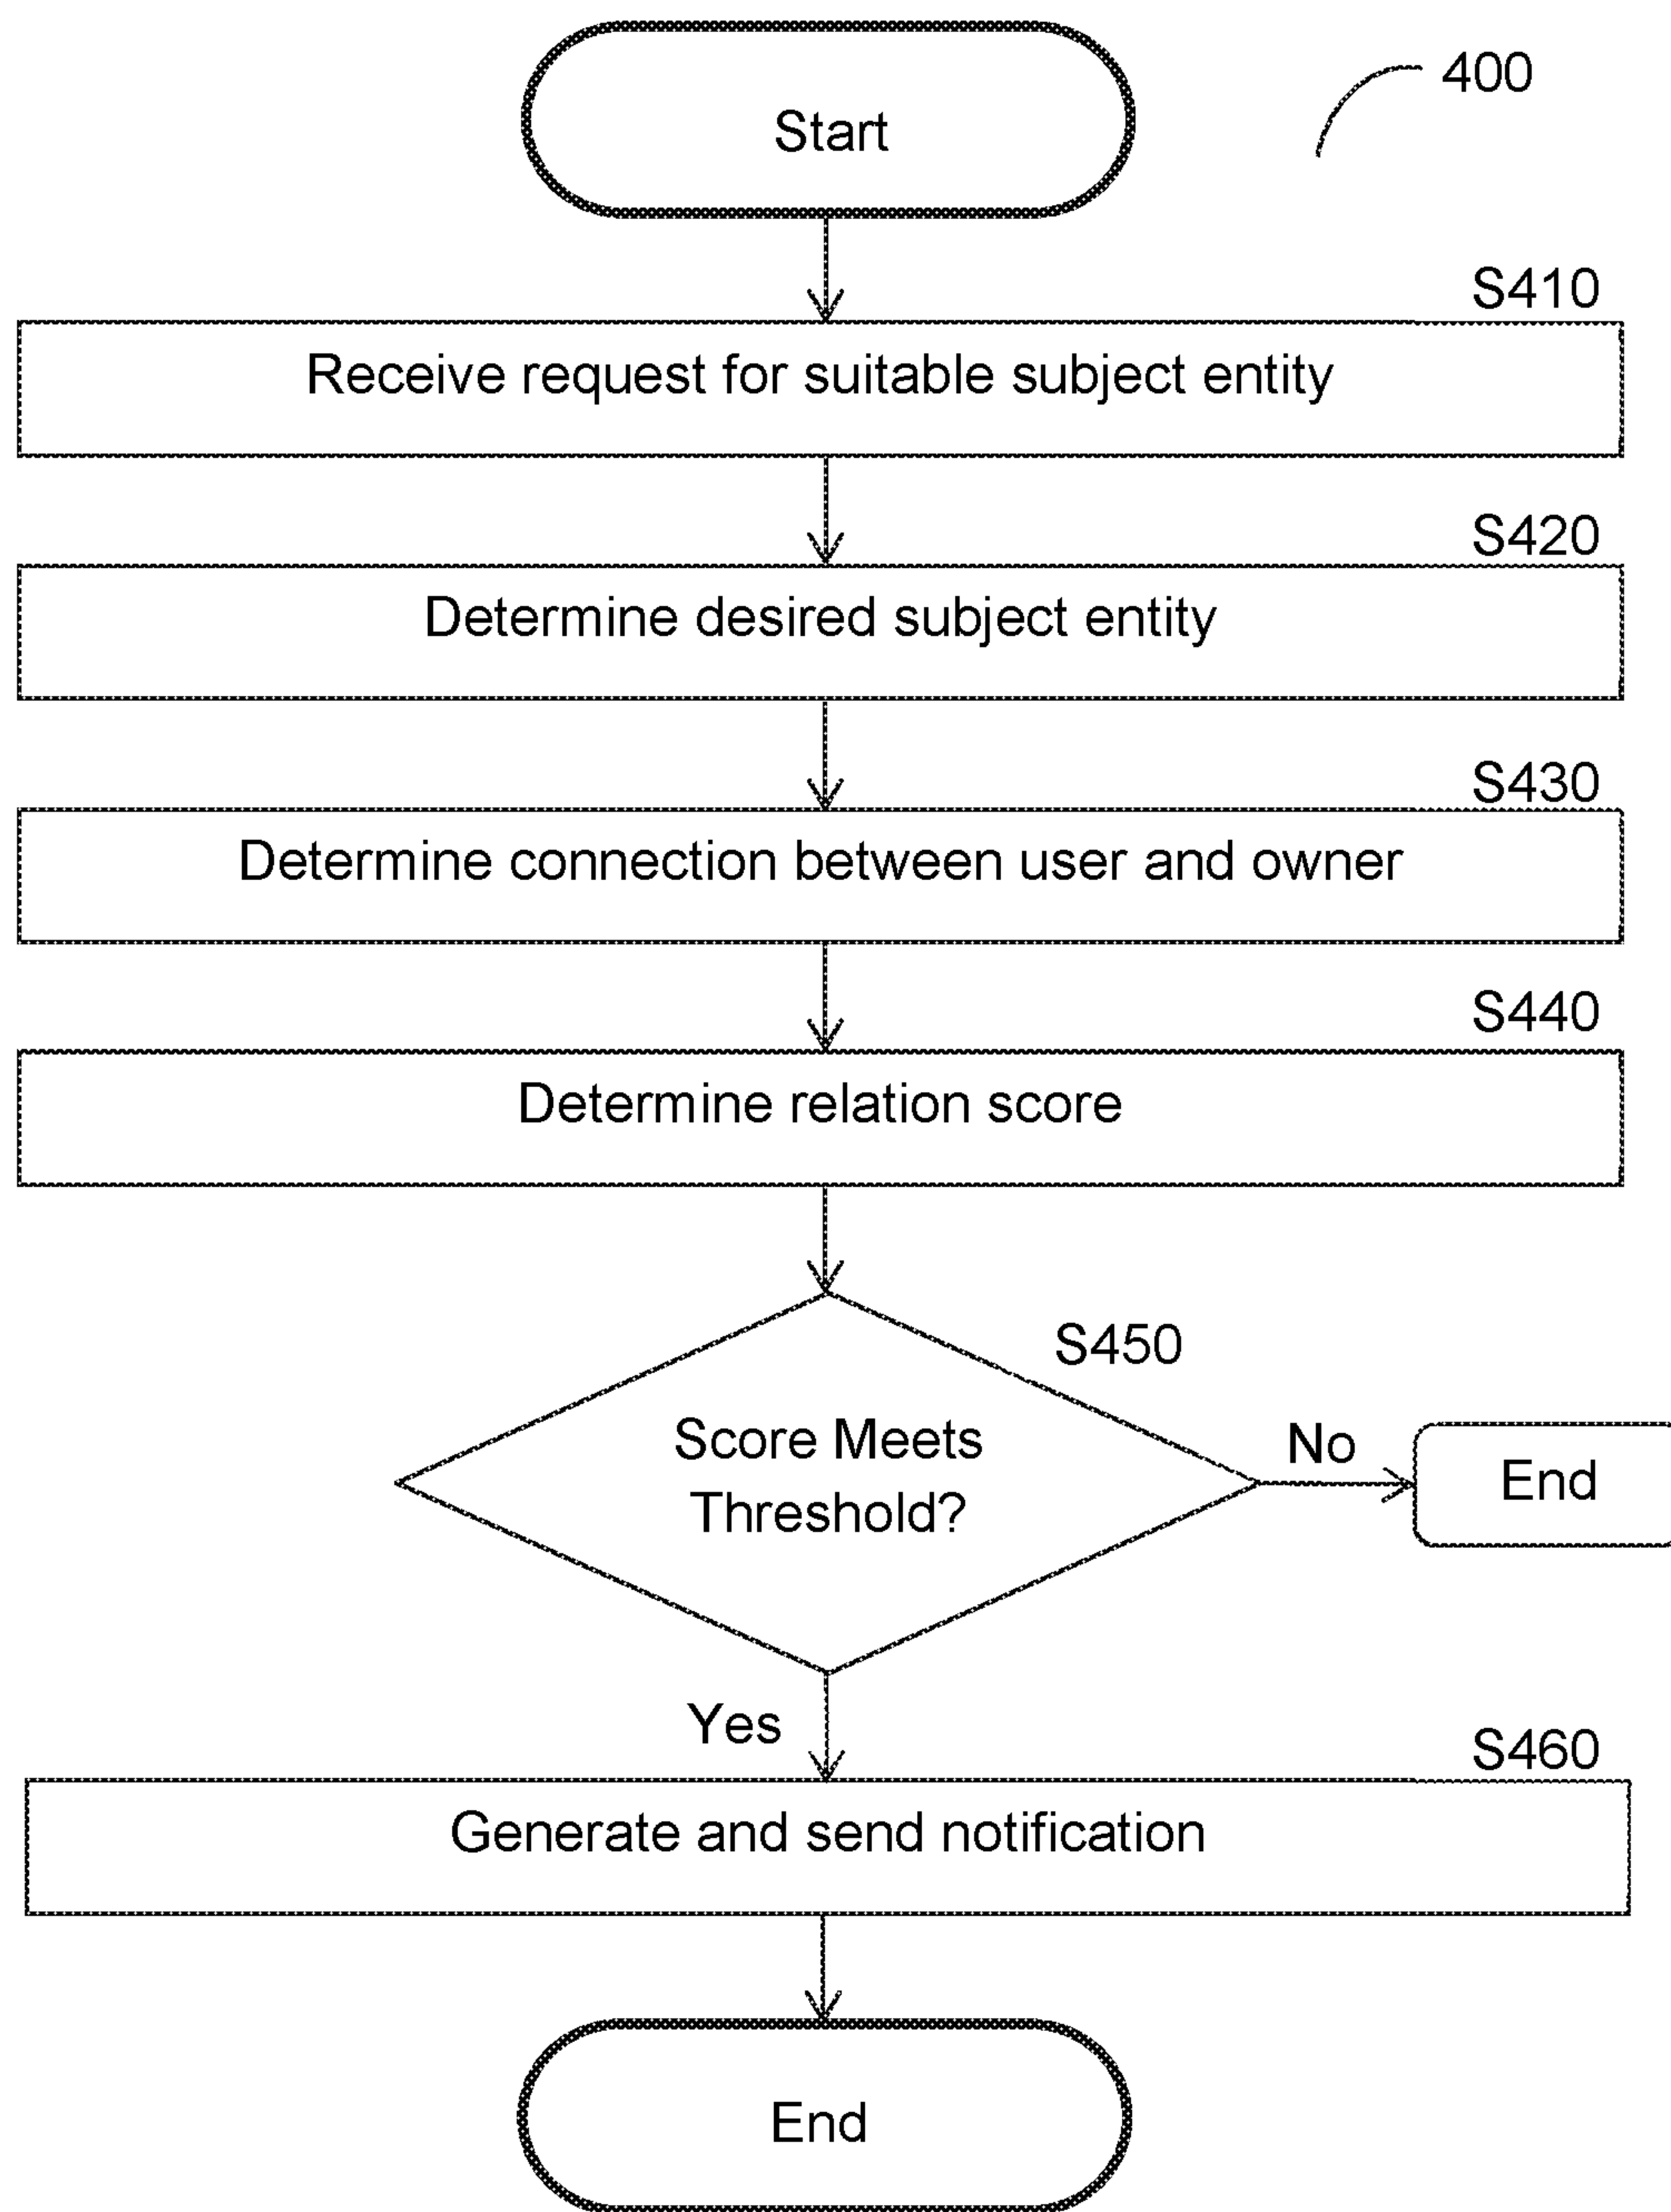 400
Start
S410
Receive request for suitable subject entity
S420
Determine desired subject entity
S430
Determine connection between user and owner
S440
Determine relation score
S450
Score Meets
Threshold?
No
End
Yes
S460
Generate and send notification
End